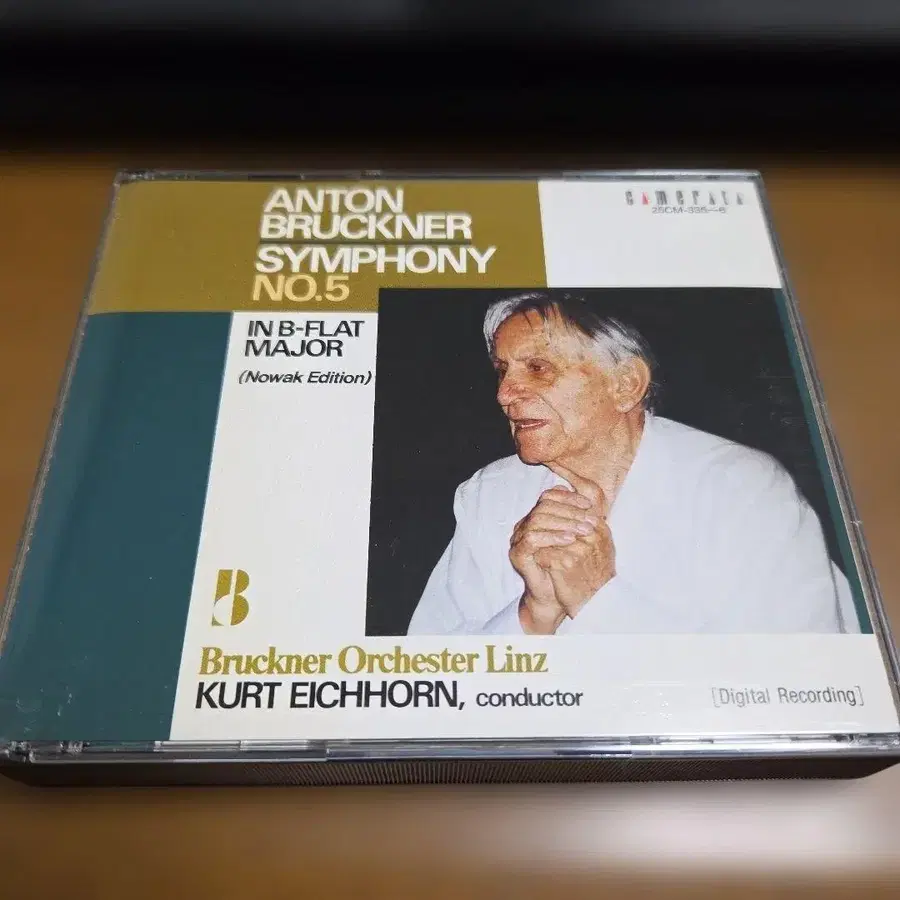 ANTON
BRUCKNER
SYMPHONY
NO.5
IN B-FLAT
MAJOR
(Nowak Edition)
camerata
25CM-335~6
B
Bruckner Orchester Linz
KURT EICHHORN, conductor
[Digital Recording]